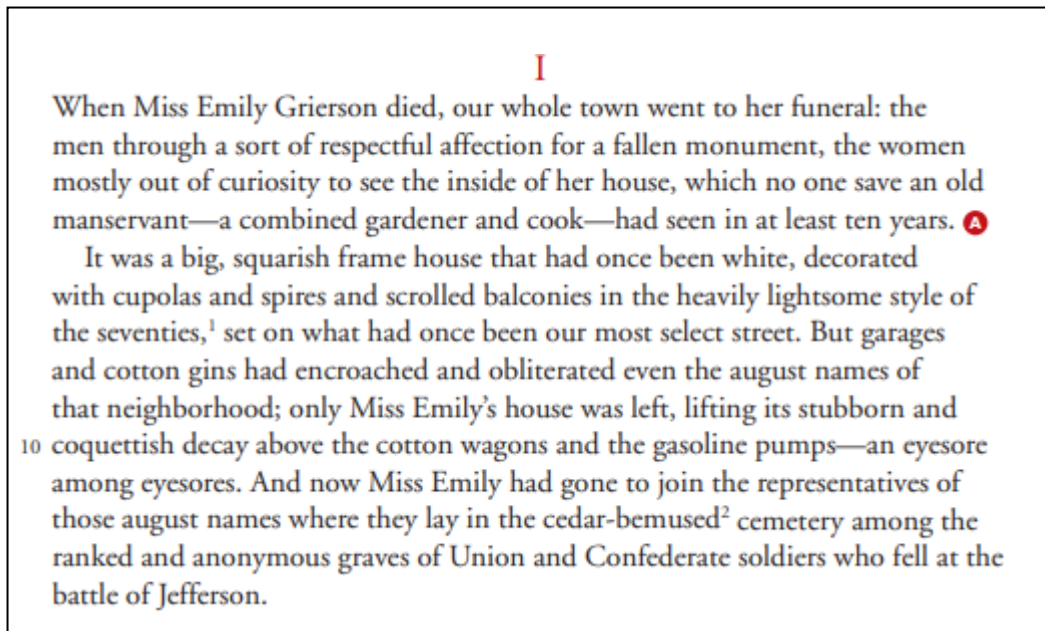 I
When Miss Emily Grierson died, our whole town went to her funeral: the
men through a sort of respectful affection for a fallen monument, the women
mostly out of curiosity to see the inside of her house, which no one save an old
manservant—a combined gardener and cook—had seen in at least ten years. A
It was a big, squarish frame house that had once been white, decorated
with cupolas and spires and scrolled balconies in the heavily lightsome style of
the seventies,¹ set on what had once been our most select street. But garages
and cotton gins had encroached and obliterated even the august names of
that neighborhood; only Miss Emily’s house was left, lifting its stubborn and
10 coquettish decay above the cotton wagons and the gasoline pumps—an eyesore
among eyesores. And now Miss Emily had gone to join the representatives of
those august names where they lay in the cedar-bemused² cemetery among the
ranked and anonymous graves of Union and Confederate soldiers who fell at the
battle of Jefferson.